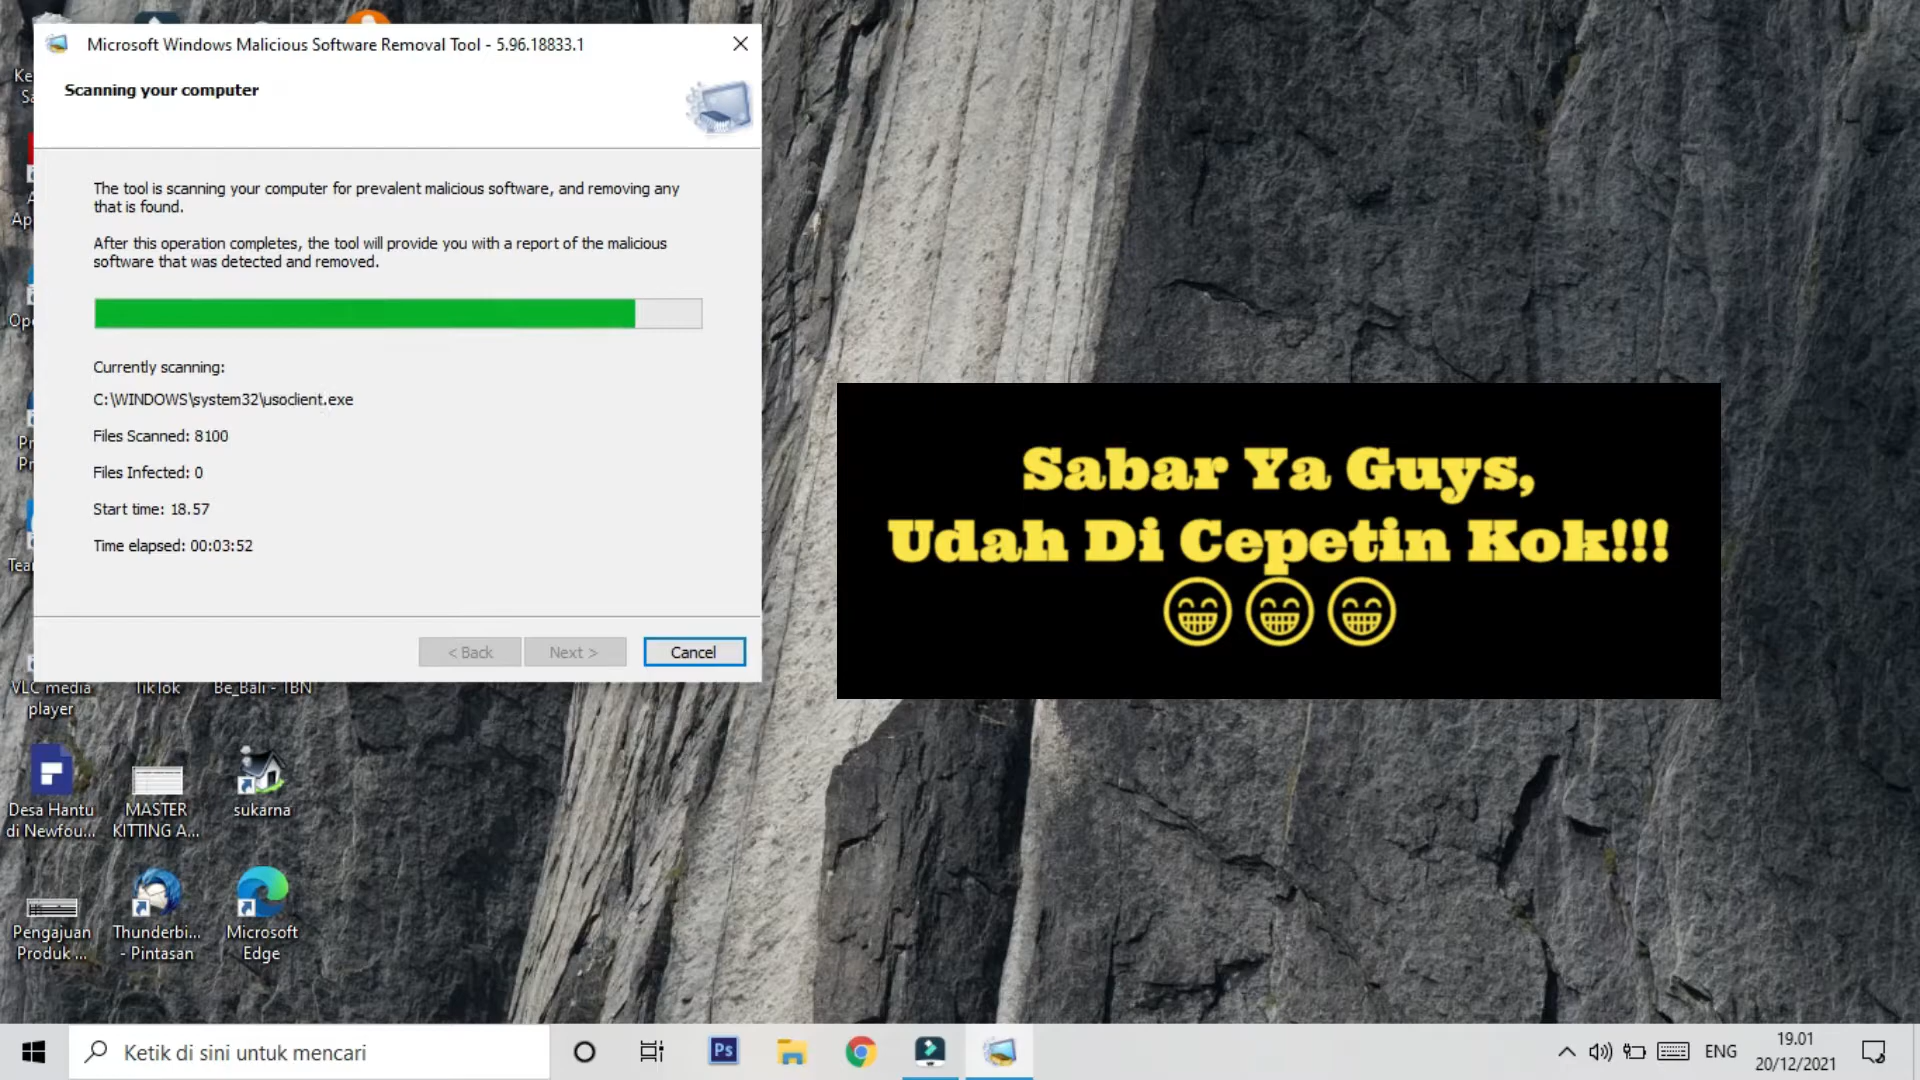 Microsoft Windows Malicious Software Removal Tool - 5.96.18833.1
Scanning your computer
The tool is scanning your computer for prevalent malicious software, and removing any
that is found.
After this operation completes, the tool will provide you with a report of the malicious
software that was detected and removed.
Currently scanning:
C:\WINDOWS\system32\usoclient.exe
Files Scanned: 8100
Files Infected: 0
Start time: 18.57
Time elapsed: 00:03:52
< Back
Next >
Cancel
Sabar Ya Guys,
Udah Di Cepetin Kok!!!
VLC media
player
TikTok
Be_Bali - TBN
Desa Hantu
di Newfou...
MASTER
KITTING A...
sukarna
Pengajuan
Produk ...
Thunderbi...
- Pintasan
Microsoft
Edge
Ketik di sini untuk mencari
Ps
ENG
19.01
20/12/2021